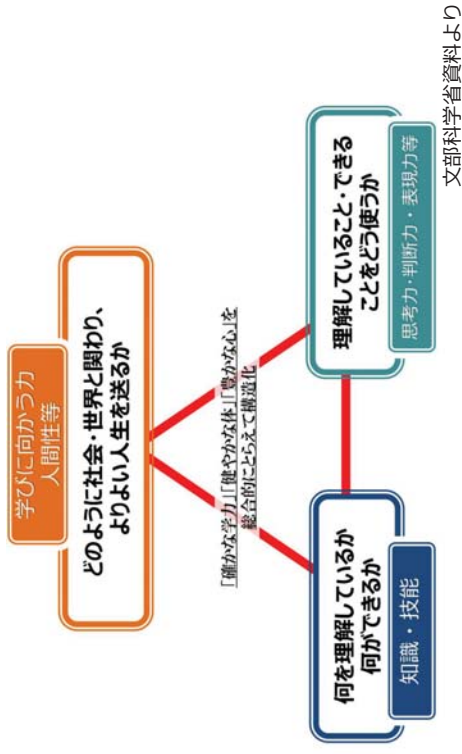 学びに向かう力
人間性等
どのように社会・世界と関わり、
よりよい人生を送るか
「確かな学力」「健やかな体」「豊かな心」を
総合的にとらえて構造化
何を理解しているか
何ができるか
知識・技能
理解していること・できる
ことをどう使うか
思考力・判断力・表現力等
文部科学省資料より